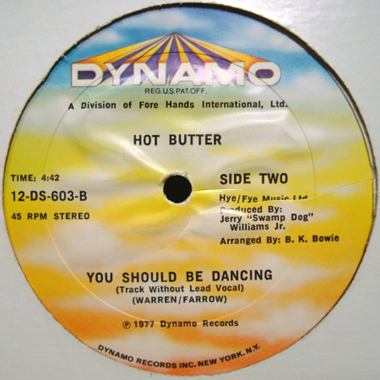 DYNAMO
REG.U.S.PAT.OFF.
A Division of Fore Hands International, Ltd.
HOT BUTTER
TIME: 4:42
SIDE TWO
12-DS-603-B
Hye/Fye Music Ltd
45 RPM STEREO
Produced By:
Jerry "Swamp Dog"
Williams Jr.
Arranged By: B. K. Bowie
YOU SHOULD BE DANCING
(Track Without Lead Vocal)
(WARREN/FARROW)
℗ 1977 Dynamo Records
DYNAMO RECORDS INC. NEW YORK, N.Y.